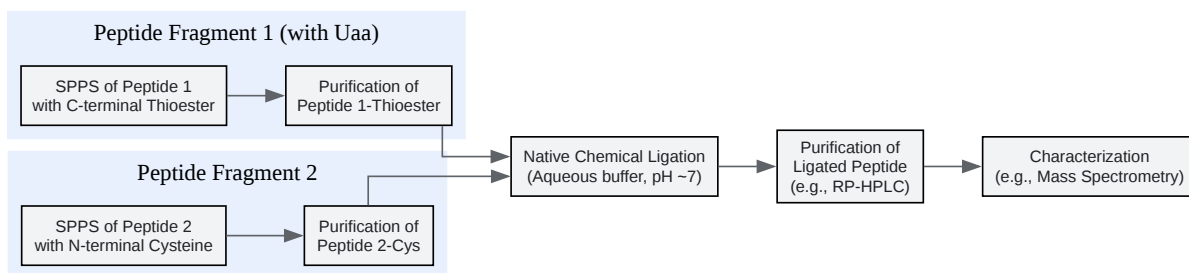 Peptide Fragment 1 (with Uaa)
SPPS of Peptide 1
with C-terminal Thioester
Purification of
Peptide 1-Thioester
Peptide Fragment 2
SPPS of Peptide 2
with N-terminal Cysteine
Purification of
Peptide 2-Cys
Native Chemical Ligation
(Aqueous buffer, pH ~7)
Purification of
Ligated Peptide
(e.g., RP-HPLC)
Characterization
(e.g., Mass Spectrometry)